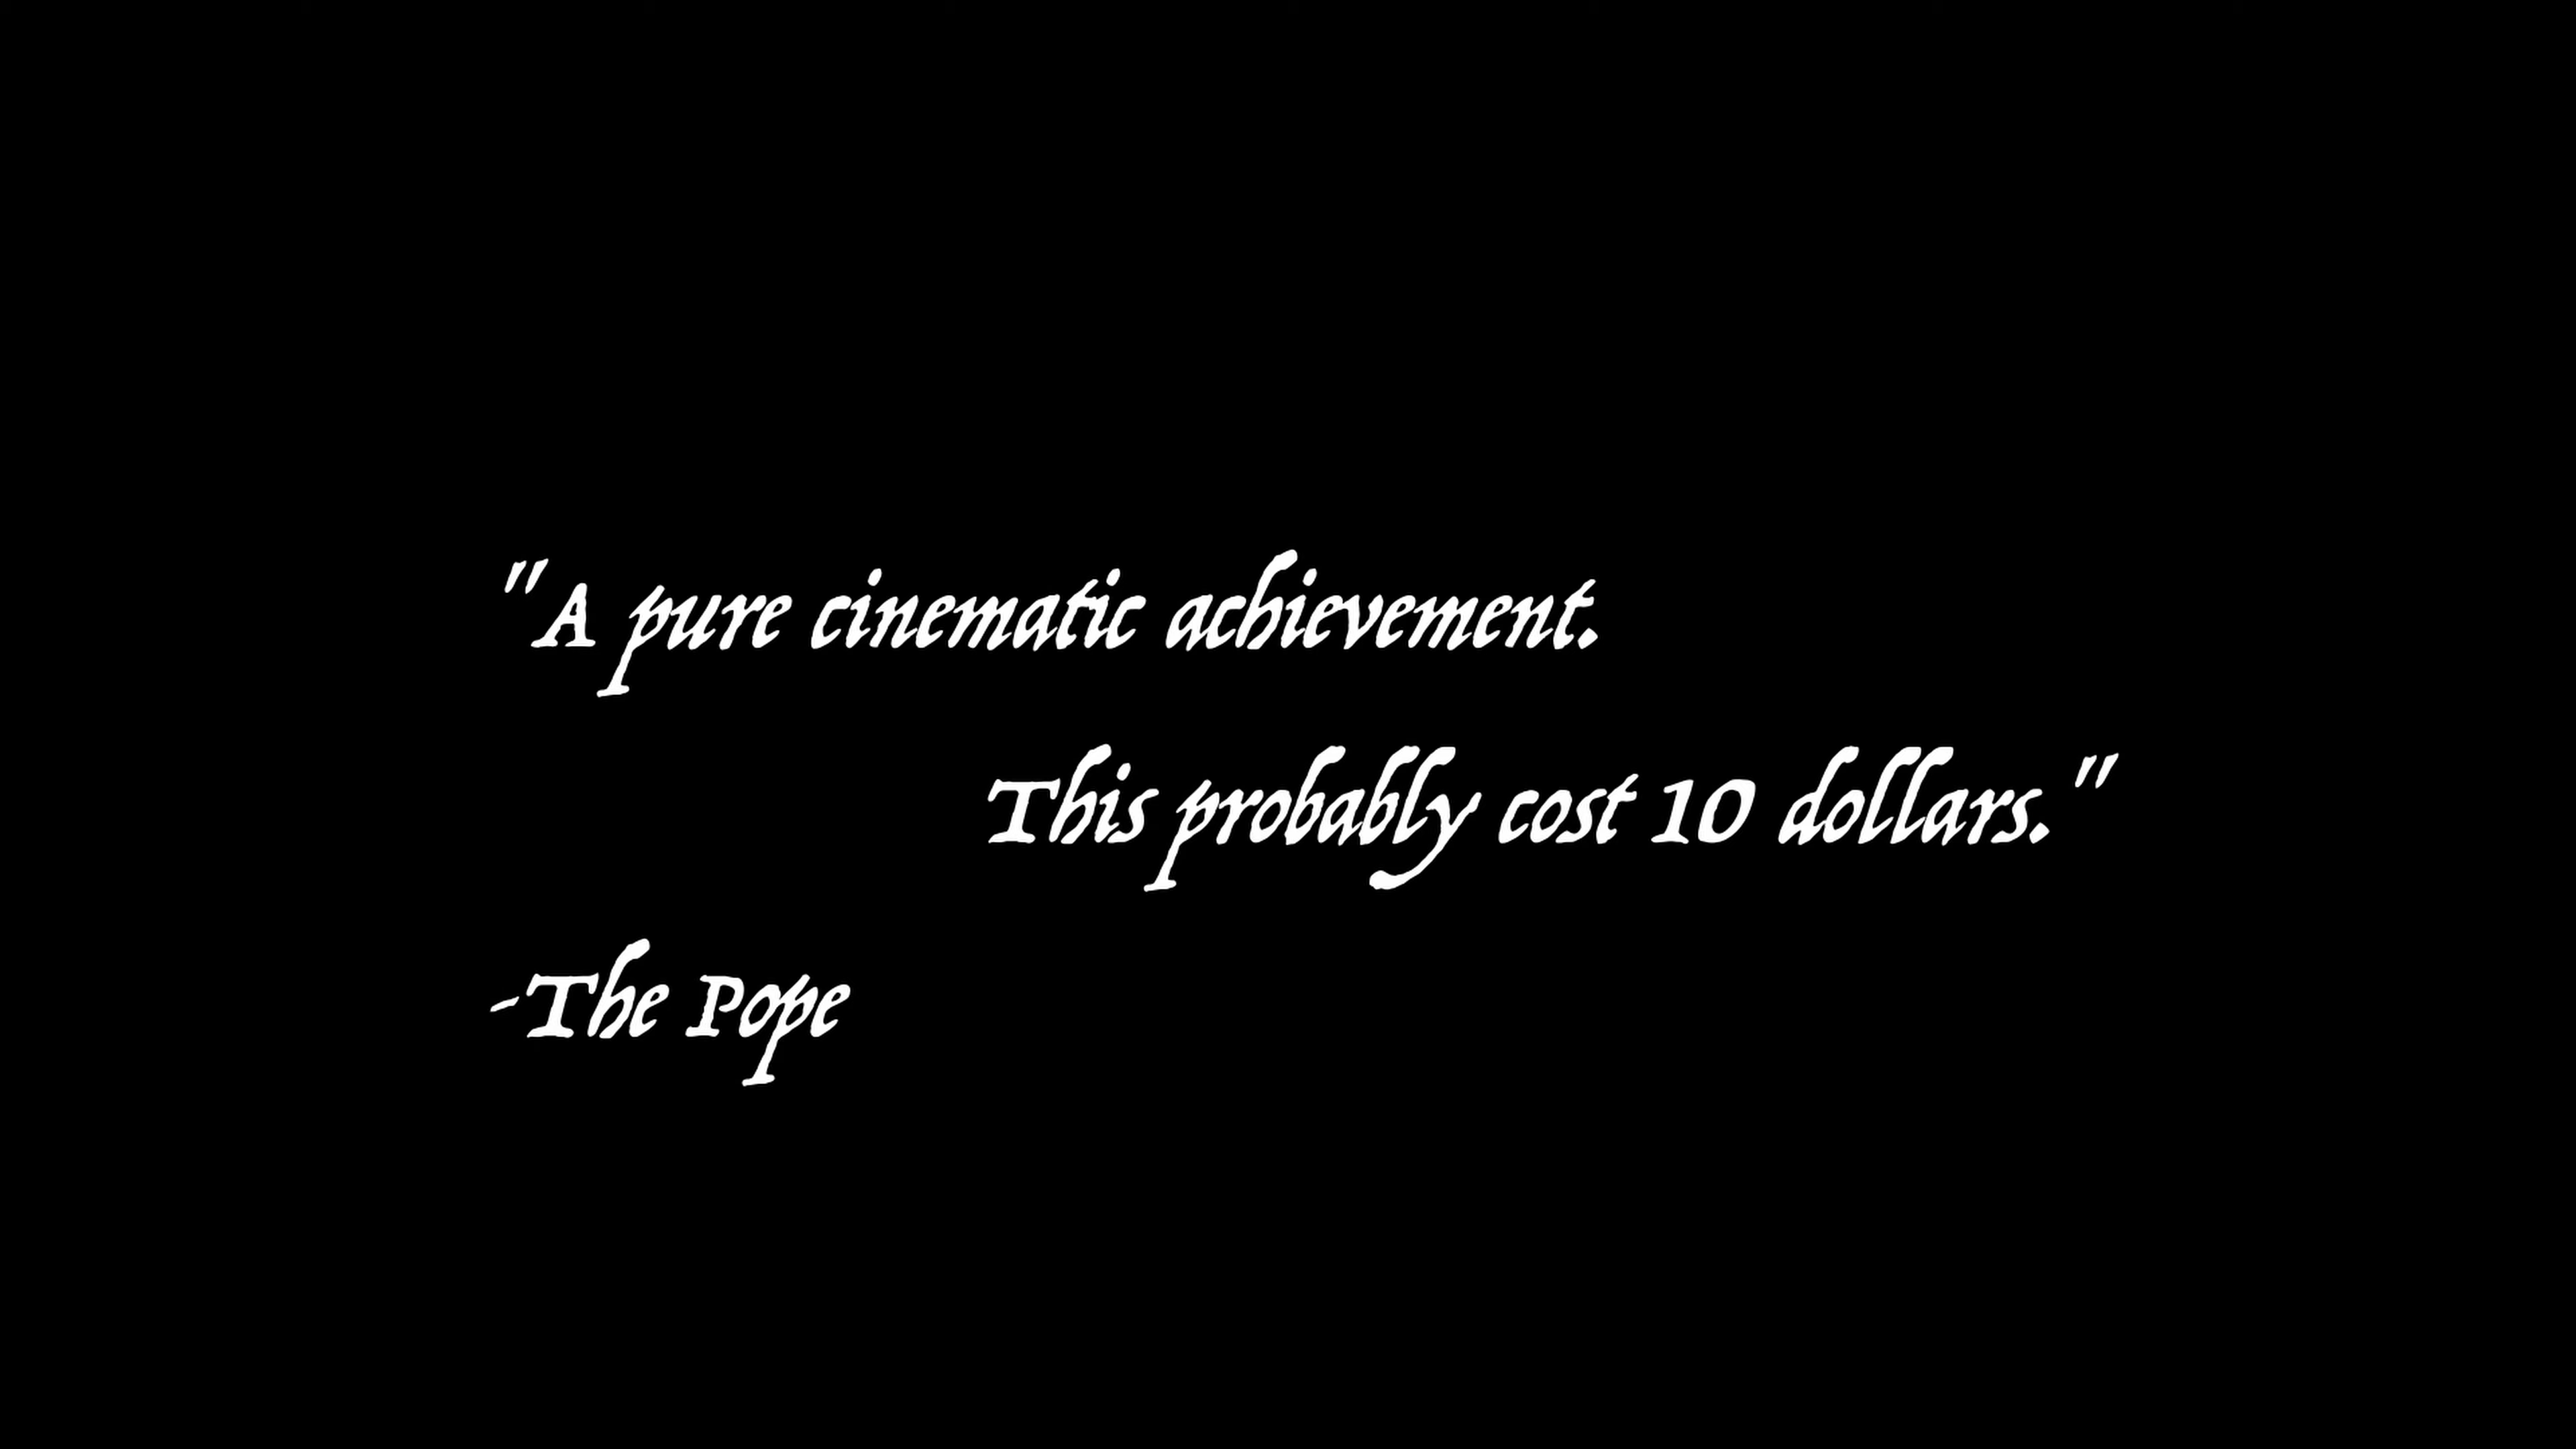 "A pure cinematic achievement.
This probably cost 10 dollars."
-The Pope